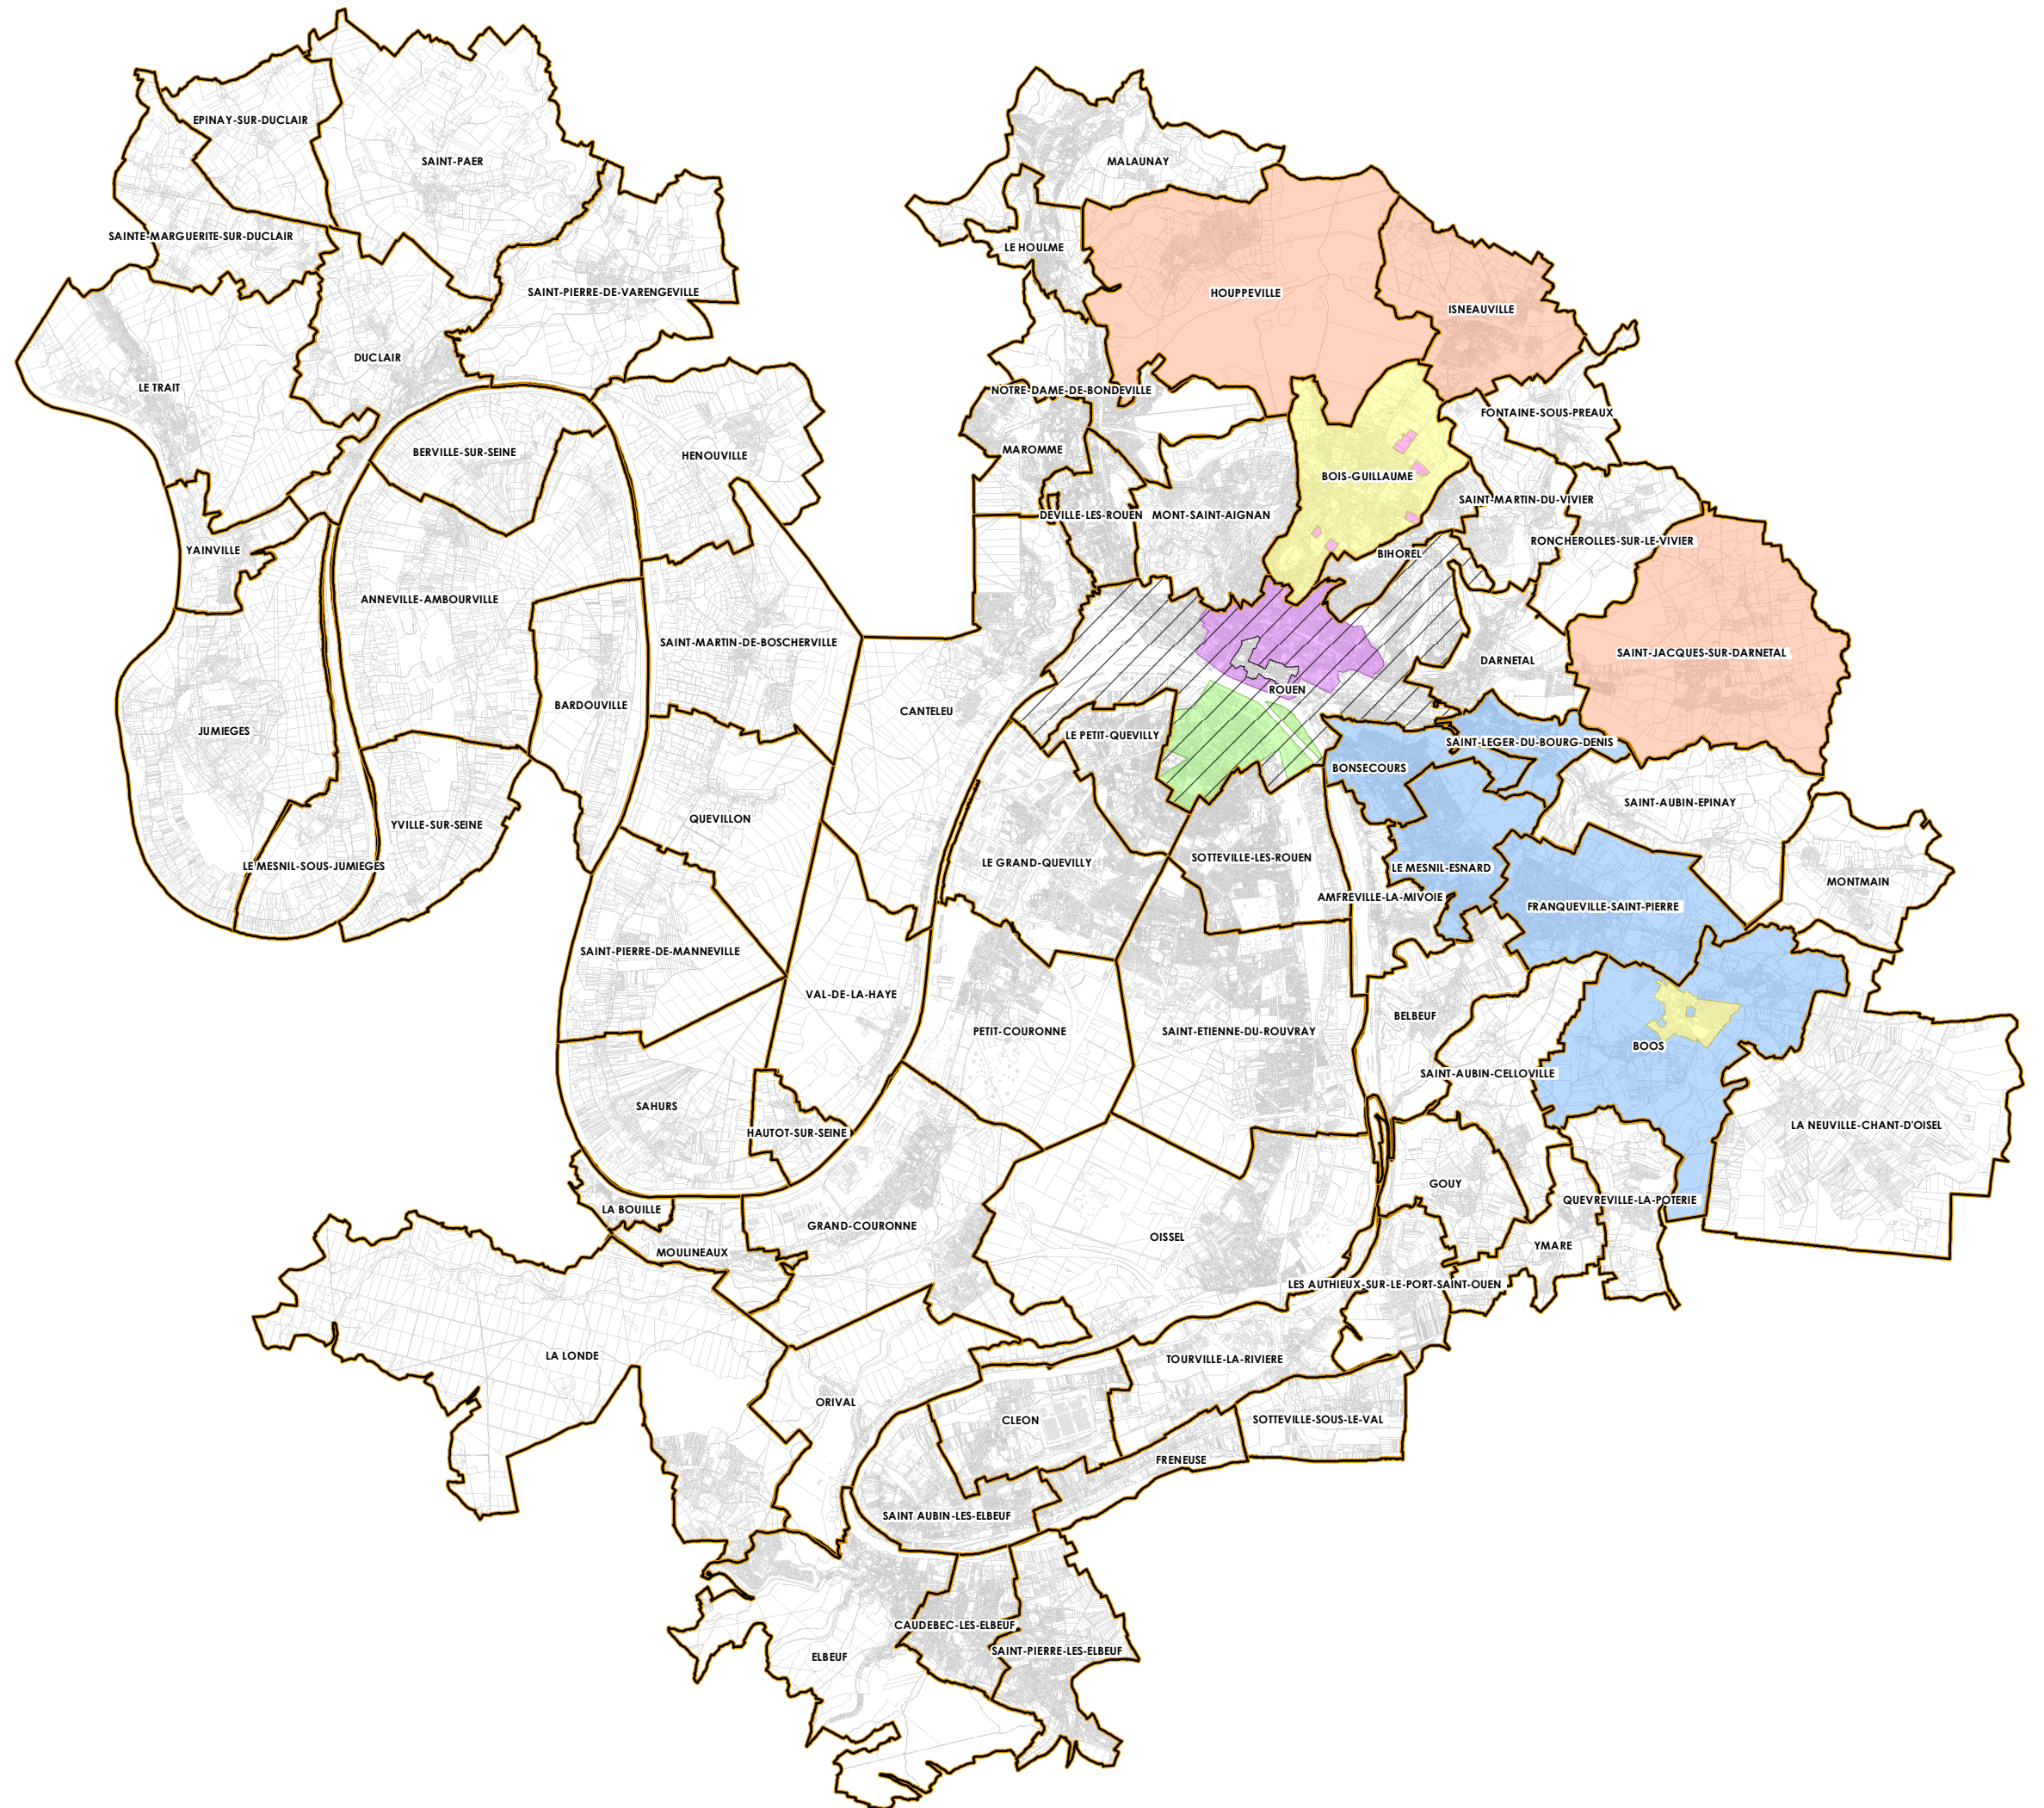 EPINAY-SUR-DUCLAIR
SAINT-PAER
MALAUNAY
SAINTE-MARGUERITE-SUR-DUCLAIR
LE HOULME
SAINT-PIERRE-DE-VARENGEVILLE
HOUPPEVILLE
ISNEAUVILLE
DUCLAIR
LE TRAIT
NOTRE-DAME-DE-BONDEVILLE
FONTAINE-SOUS-PREAUX
BERVILLE-SUR-SEINE
HENOUVILLE
MAROMME
BOIS-GUILLAUME
SAINT-MARTIN-DU-VIVIER
DEVILLE-LES-ROUEN
MONT-SAINT-AIGNAN
RONCHEROLLES-SUR-LE-VIVIER
YAINVILLE
BIHOREL
ANNEVILLE-AMBOURVILLE
SAINT-MARTIN-DE-BOSCHERVILLE
SAINT-JACQUES-SUR-DARNETAL
DARNETAL
ROUEN
BARDOUVILLE
CANTELEU
JUMIEGES
LE PETIT-QUEVILLY
SAINT-LEGER-DU-BOURG-DENIS
BONSECOURS
SAINT-AUBIN-EPINAY
QUEVILLON
YVILLE-SUR-SEINE
SOTTEVILLE-LES-ROUEN
LE GRAND-QUEVILLY
LE MESNIL-SOUS-JUMIEGES
LE MESNIL-ESNARD
MONTMAIN
AMFREVILLE-LA-MIVOIE
FRANQUEVILLE-SAINT-PIERRE
SAINT-PIERRE-DE-MANNEVILLE
VAL-DE-LA-HAYE
BELBEUF
PETIT-COURONNE
SAINT-ETIENNE-DU-ROUVRAY
BOOS
SAINT-AUBIN-CELLOVILLE
SAHURS
LA NEUVILLE-CHANT-D'OISEL
HAUTOT-SUR-SEINE
GOUY
QUEVREVILLE-LA-POTERIE
LA BOUILLE
GRAND-COURONNE
OISSEL
YMARE
MOULINEAUX
LES AUTHIEUX-SUR-LE-PORT-SAINT-OUEN
LA LONDE
TOURVILLE-LA-RIVIERE
ORIVAL
CLEON
SOTTEVILLE-SOUS-LE-VAL
FRENEUSE
SAINT AUBIN-LES-ELBEUF
CAUDEBEC-LES-ELBEUF
SAINT-PIERRE-LES-ELBEUF
ELBEUF